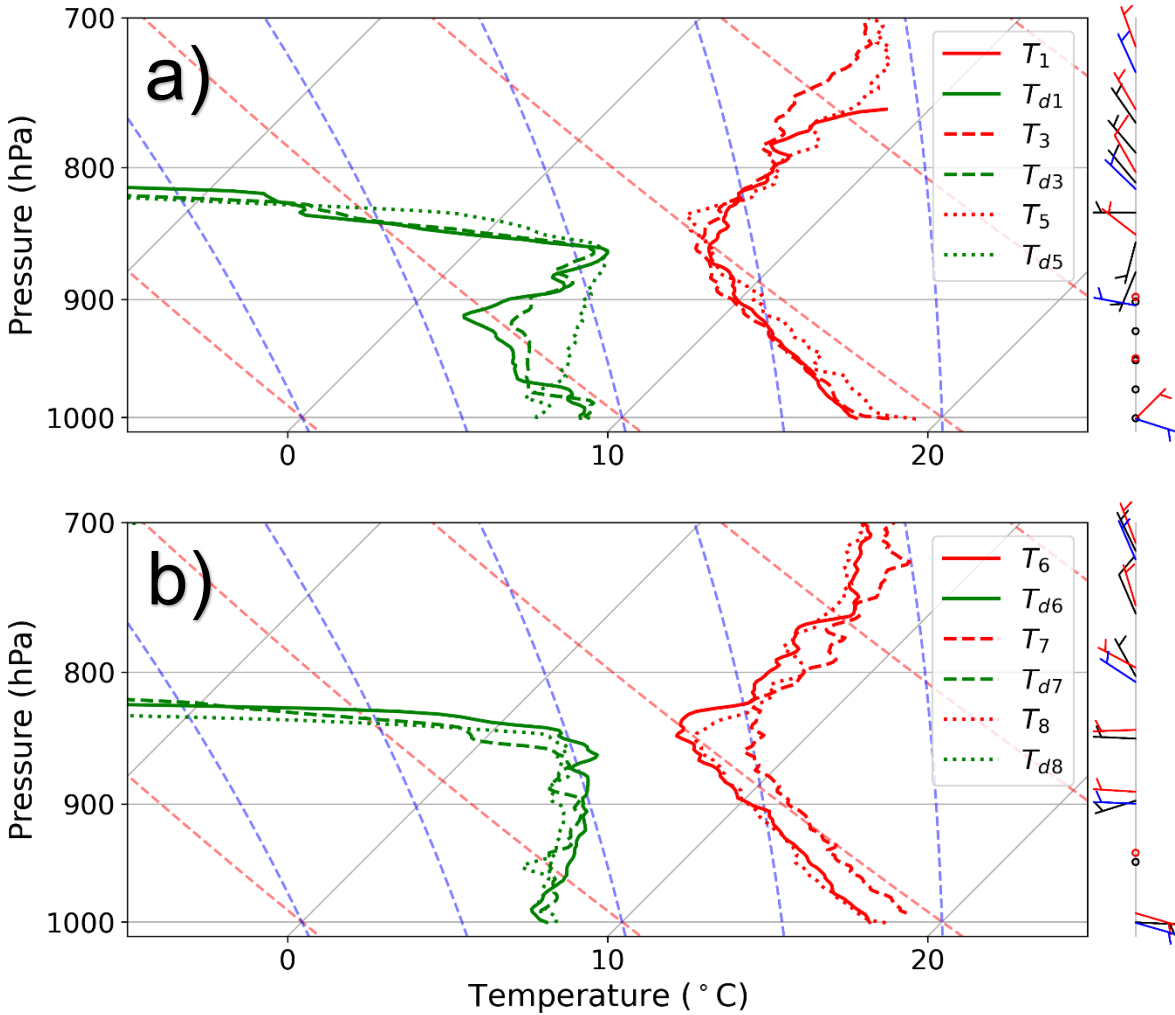 a)
Pressure (hPa)
700
800
900
1000
0 10 20
T1
Td1
T3
Td3
T5
Td5
b)
Pressure (hPa)
700
800
900
1000
0 10 20
Temperature (°C)
T6
Td6
T7
Td7
T8
Td8